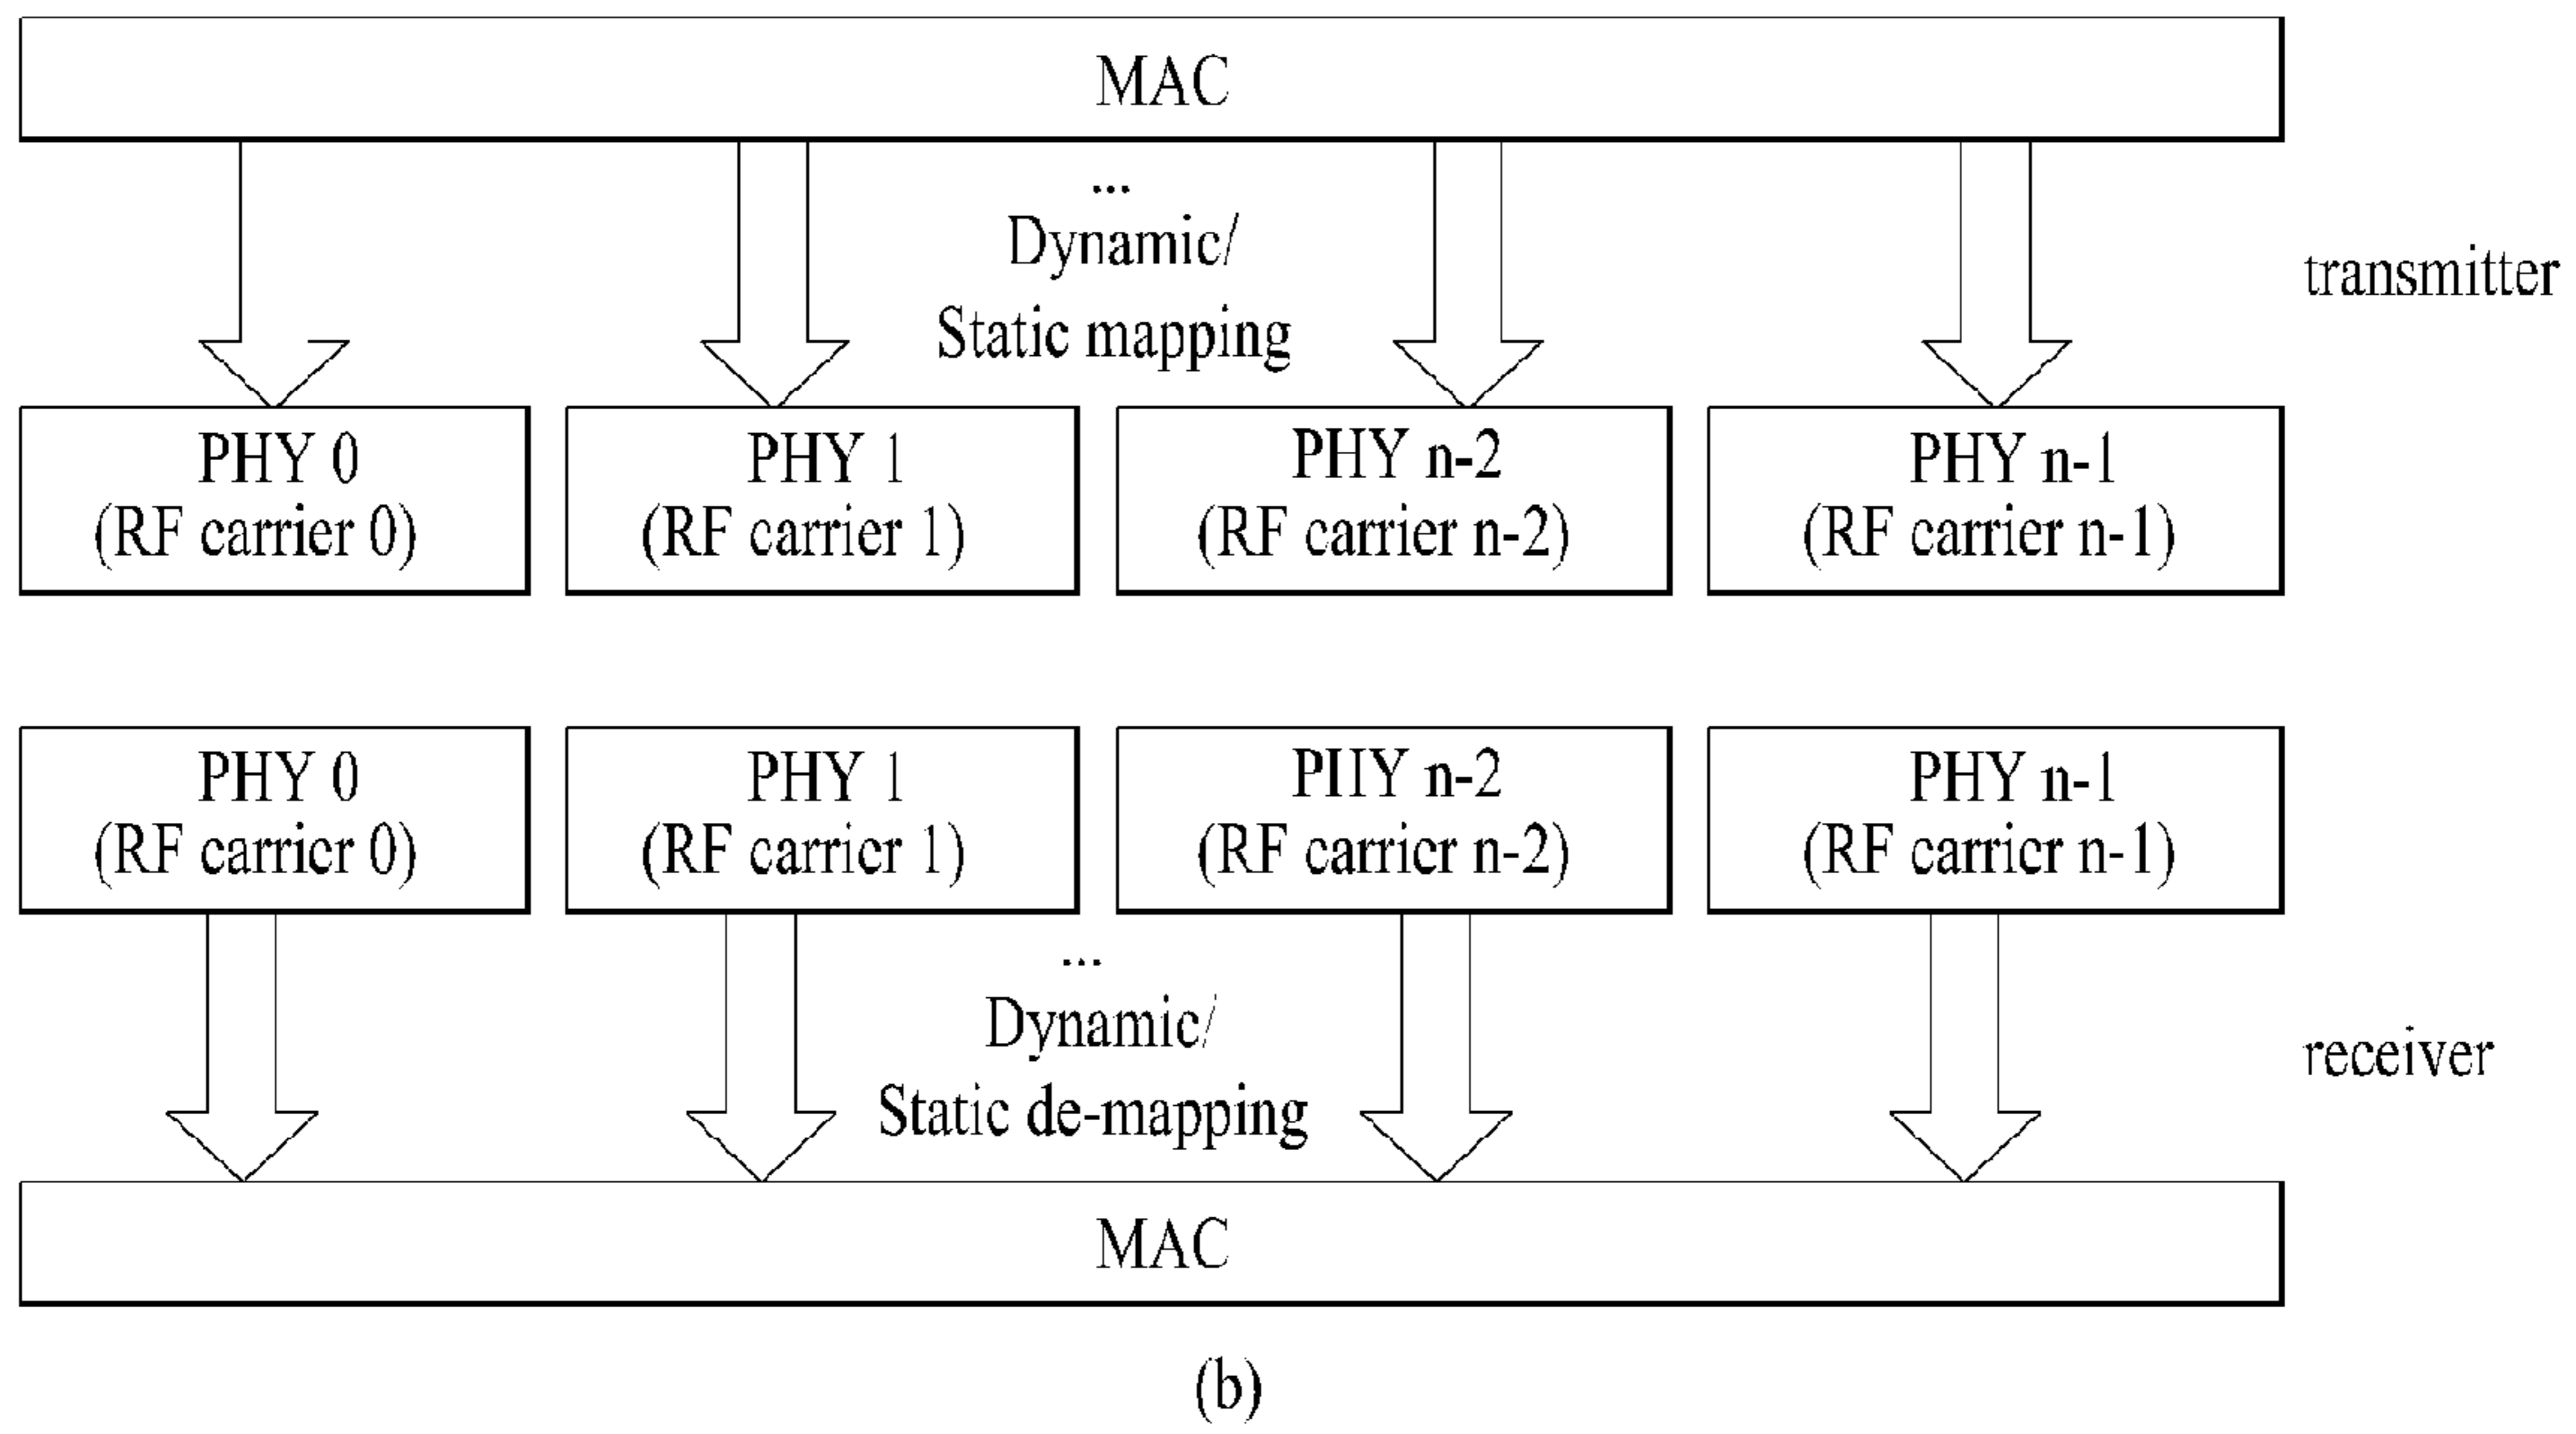 MAC
...
Dynamic/
Static mapping
transmitter
PHY 0
(RF carrier 0)
PHY 1
(RF carrier 1)
PHY n-2
(RF carrier n-2)
PHY n-1
(RF carrier n-1)
PHY 0
(RF carrier 0)
PHY 1
(RF carrier 1)
PHY n-2
(RF carrier n-2)
PHY n-1
(RF carrier n-1)
...
Dynamic/
Static de-mapping
receiver
MAC
(b)